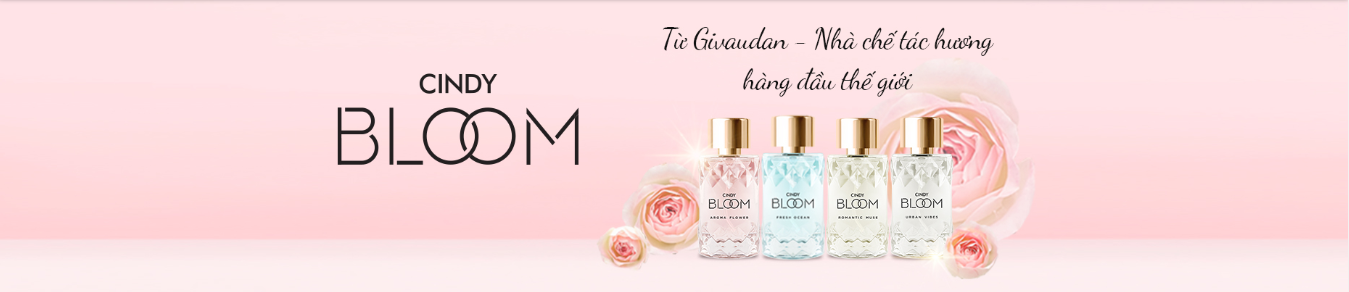 Từ Givaudan - Nhà chế tác hương
hàng đầu thế giới
CINDY
BLOOM
CINDY
BLOOM
AROMA FLOWER
CINDY
BLOOM
FRESH OCEAN
CINDY
BLOOM
ROMANTIC MUSE
CINDY
BLOOM
URBAN VIBES